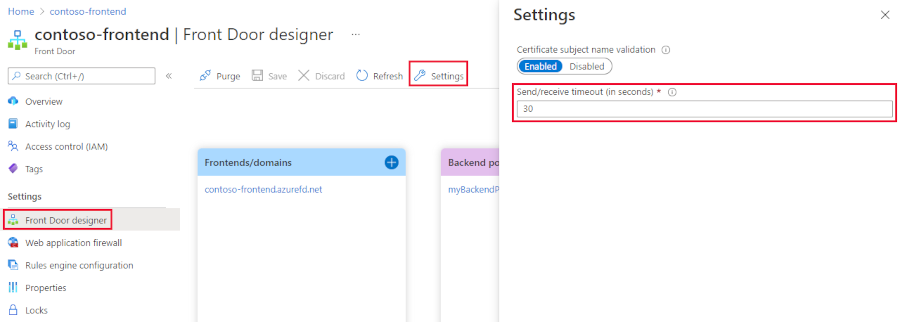 Home > contoso-frontend
contoso-frontend | Front Door designer ...
Front Door
Search (Ctrl+/)
«
Overview
Activity log
Access control (IAM)
Tags
Settings
Front Door designer
Web application firewall
Rules engine configuration
Properties
Locks
Purge Save Discard Refresh Settings
Frontends/domains
contoso-frontend.azurefd.net
Backend po
myBackendP
Settings
Certificate subject name validation
Enabled Disabled
Send/receive timeout (in seconds) *
30